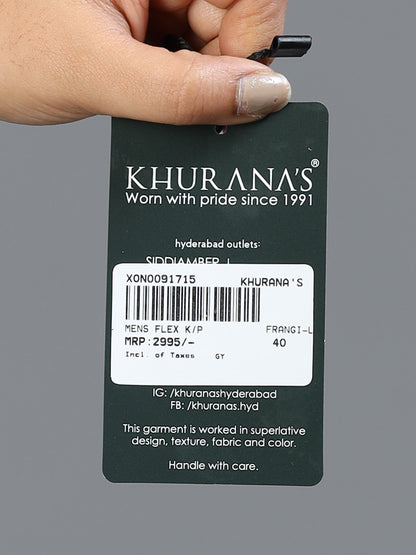 KHURANA'S®
Worn with pride since 1991
hyderabad outlets:
SIDDIAMBER
X0N0091715 KHURANA'S
MENS FLEX K/P FRANGI-L
MRP:2995/- 40
Incl. of Taxes GY
IG: /khuranashyderabad
FB: /khuranas.hyd
This garment is worked in superlative
design, texture, fabric and color.
Handle with care.